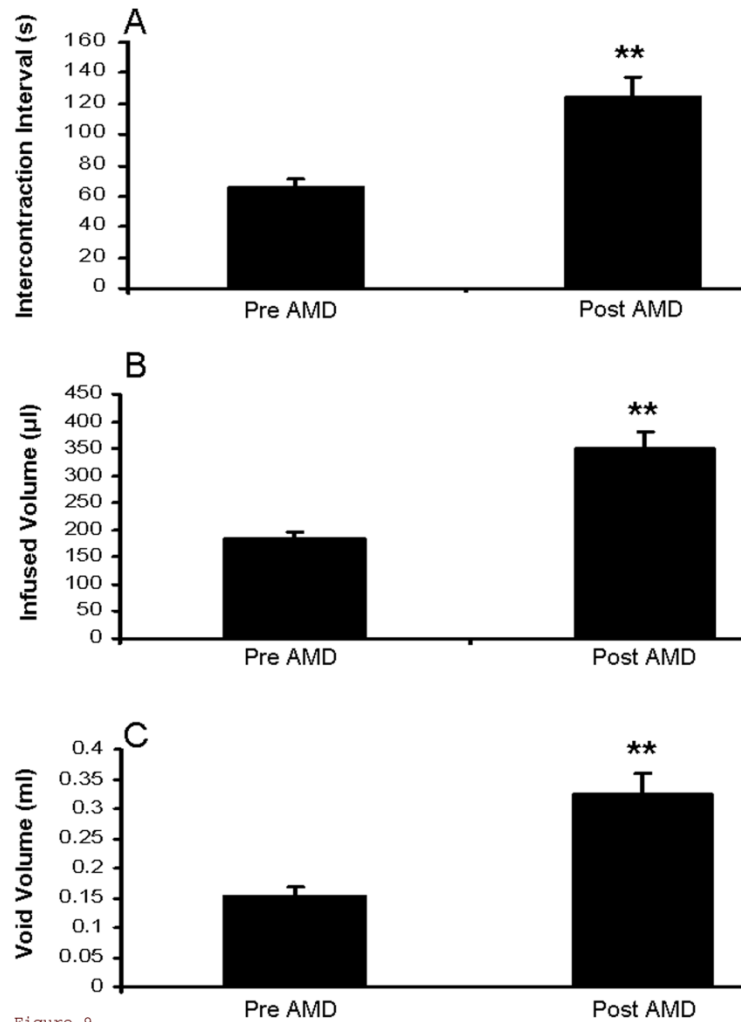 A
Intercontraction Interval (s)
160
140
120
100
80
60
40
20
0
**
Pre AMD
Post AMD
B
Infused Volume (µl)
450
400
350
300
250
200
150
100
50
0
**
Pre AMD
Post AMD
C
Void Volume (ml)
0.4
0.35
0.3
0.25
0.2
0.15
0.1
0.05
0
**
Pre AMD
Post AMD